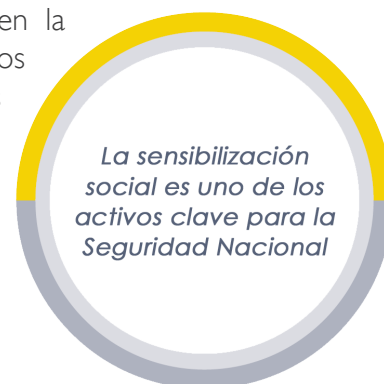 en la
os
La sensibilización
social es uno de los
activos clave para la
Seguridad Nacional